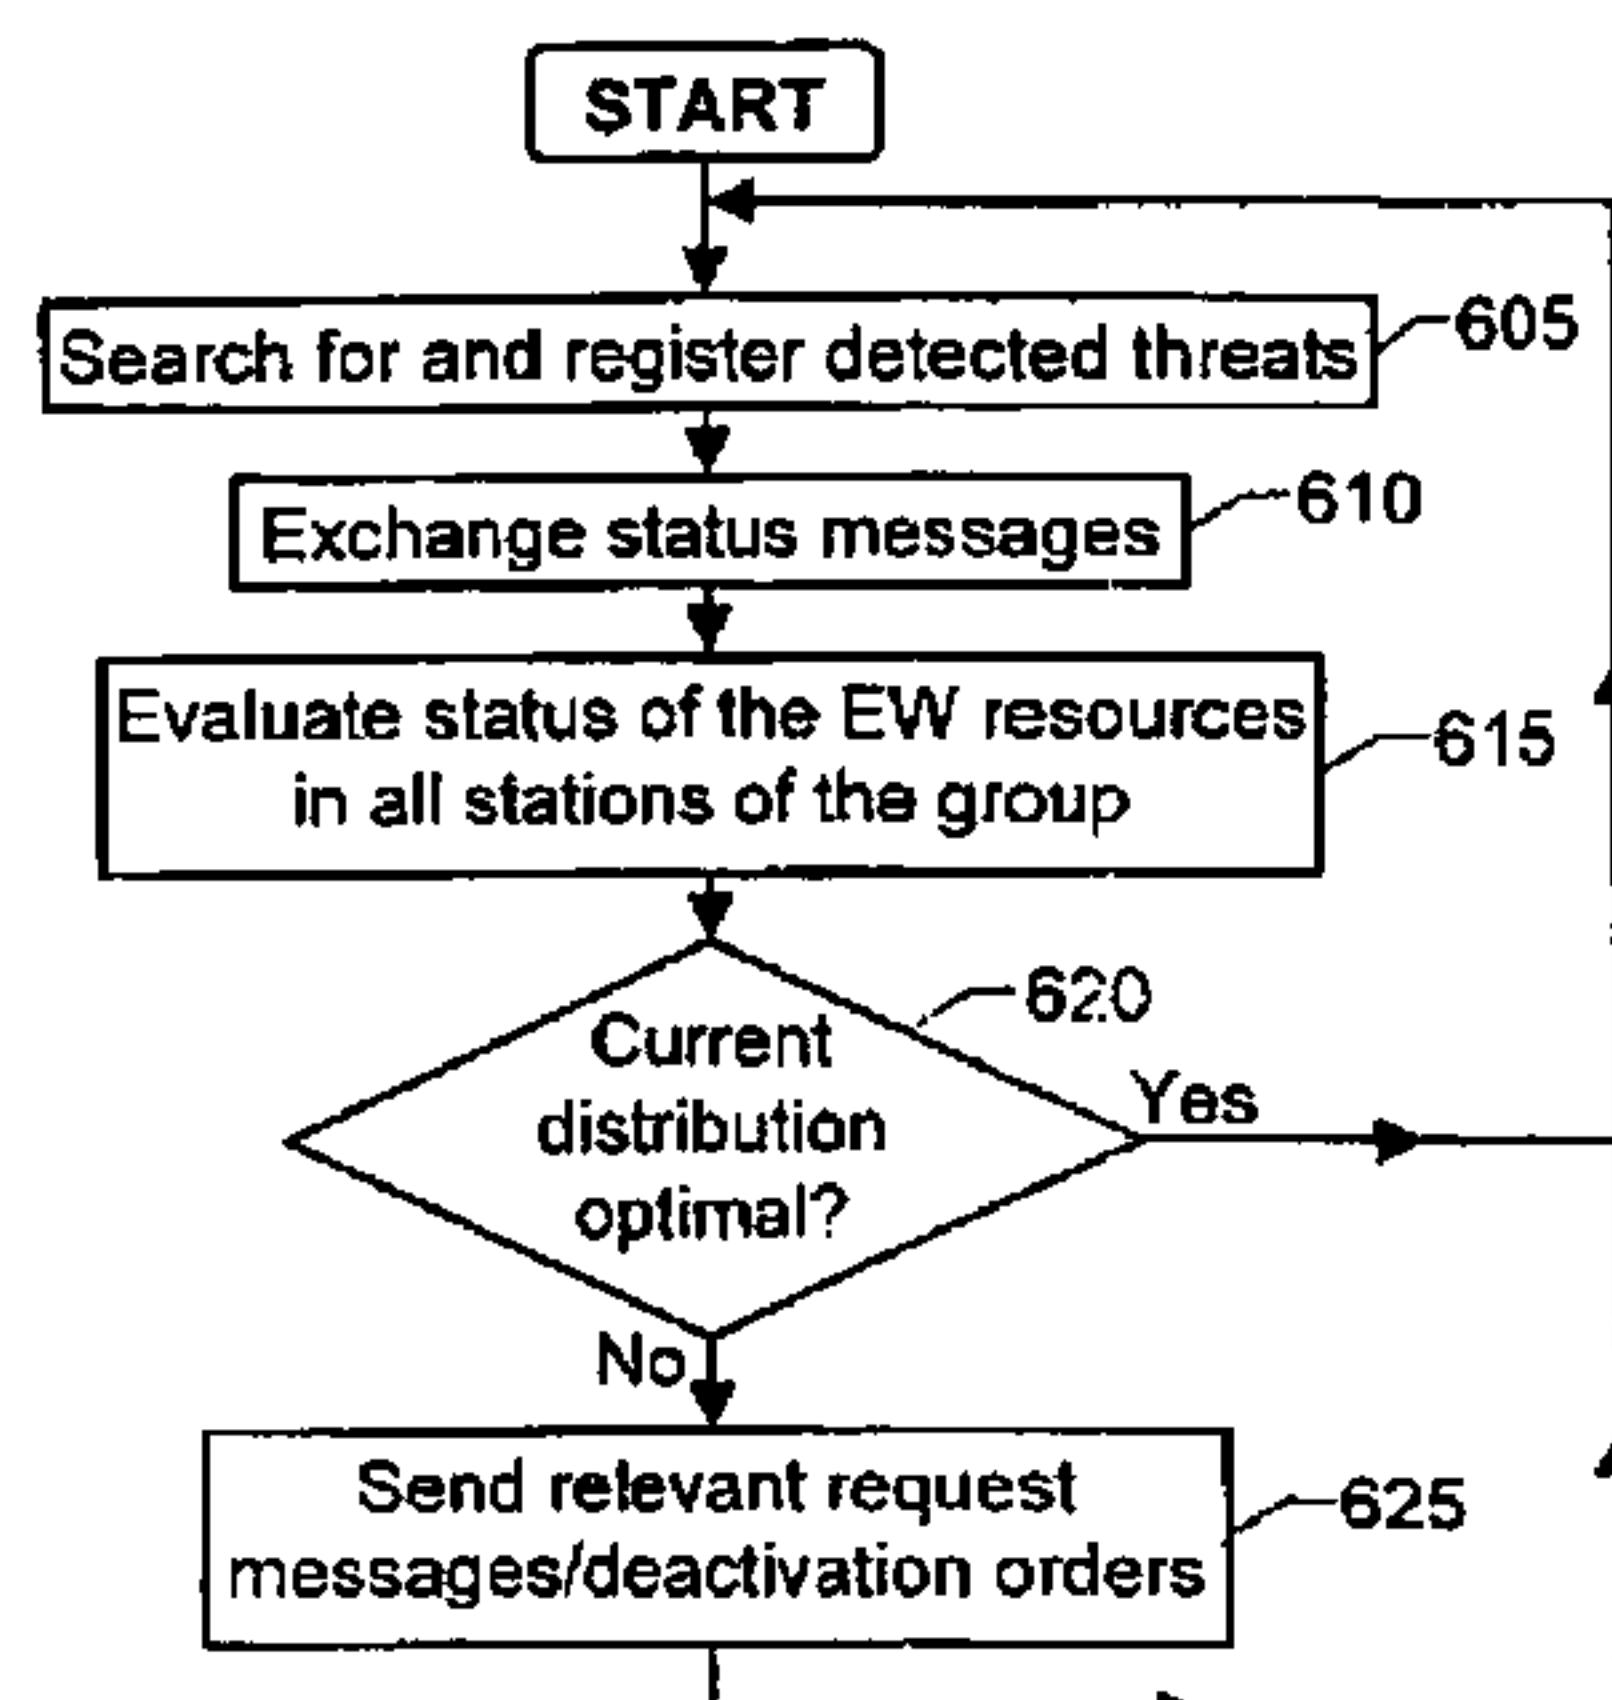 START
Search for and register detected threats
605
Exchange status messages
610
Evaluate status of the EW resources
in all stations of the group
615
620
Current
distribution
optimal?
Yes
No
Send relevant request
messages/deactivation orders
625